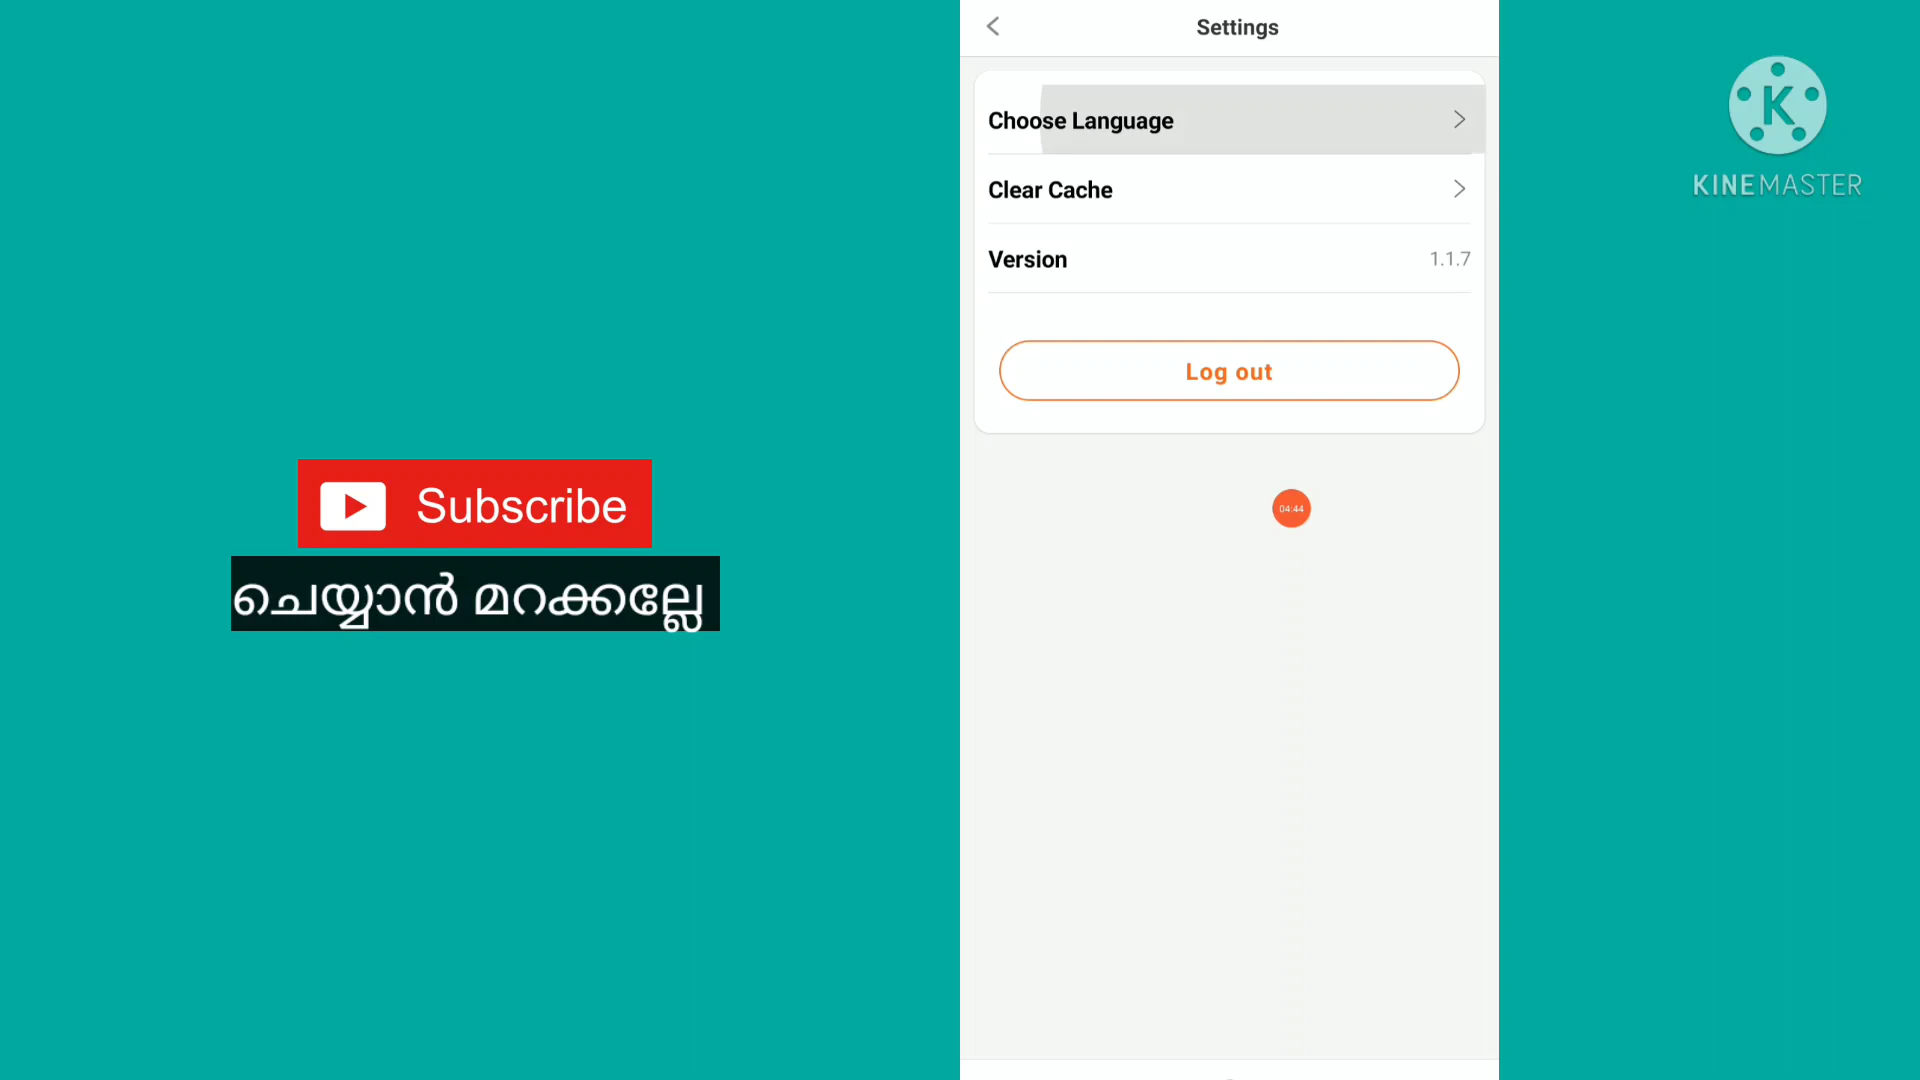 Settings
Choose Language
Clear Cache
Version 1.1.7
Log out
04:44
Subscribe
ചെയ്യാൻ മറക്കല്ലേ
K
KINEMASTER